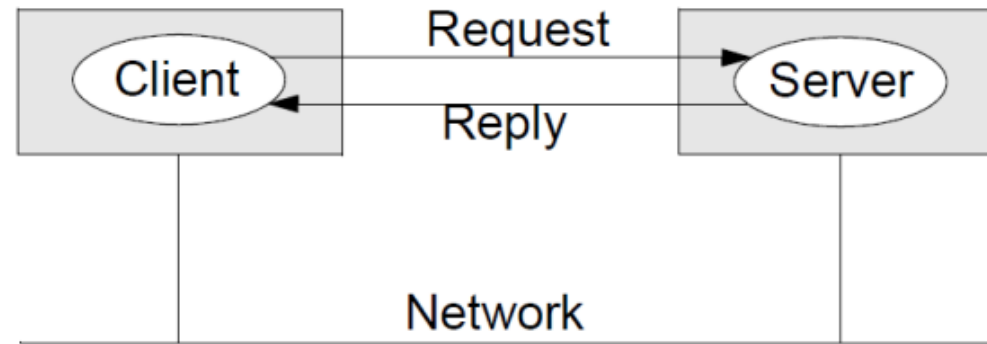 Request
Client
Server
Reply
Network